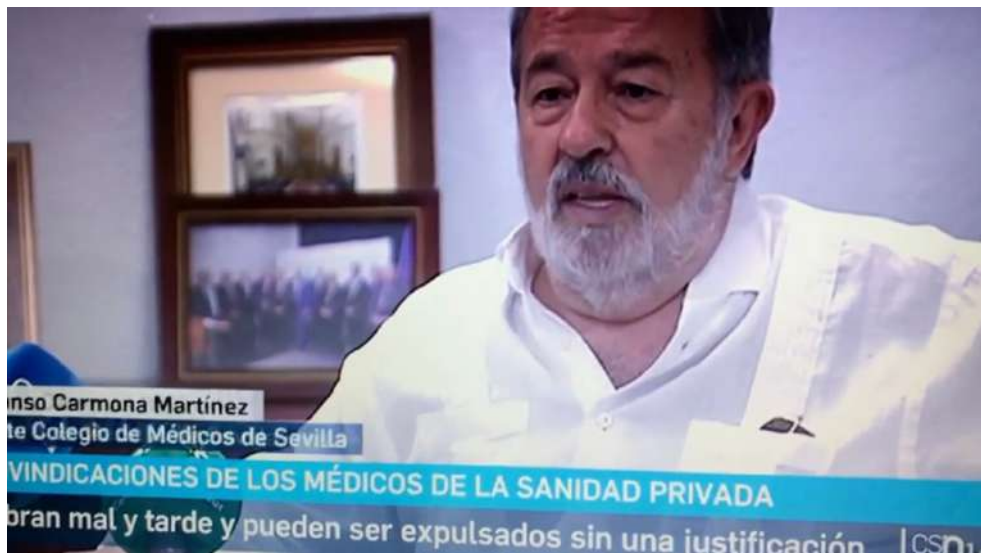 nso Carmona Martínez
te Colegio de Médicos de Sevilla
VINDICACIONES DE LOS MÉDICOS DE LA SANIDAD PRIVADA
bran mal y tarde y pueden ser expulsados sin una justificación
CSn1